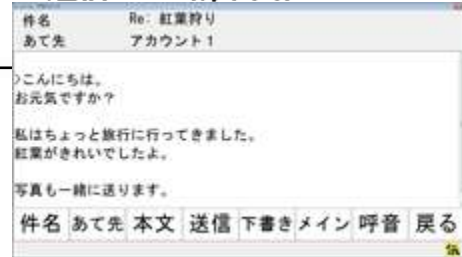 件名 Re: 紅葉狩り
あて先 アカウント1
>こんにちは。
お元気ですか?
私はちょっと旅行に行ってきました。
紅葉がきれいでしたよ。
写真も一緒に送ります。
件名 あて先 本文 送信 下書き メイン 呼音 戻る